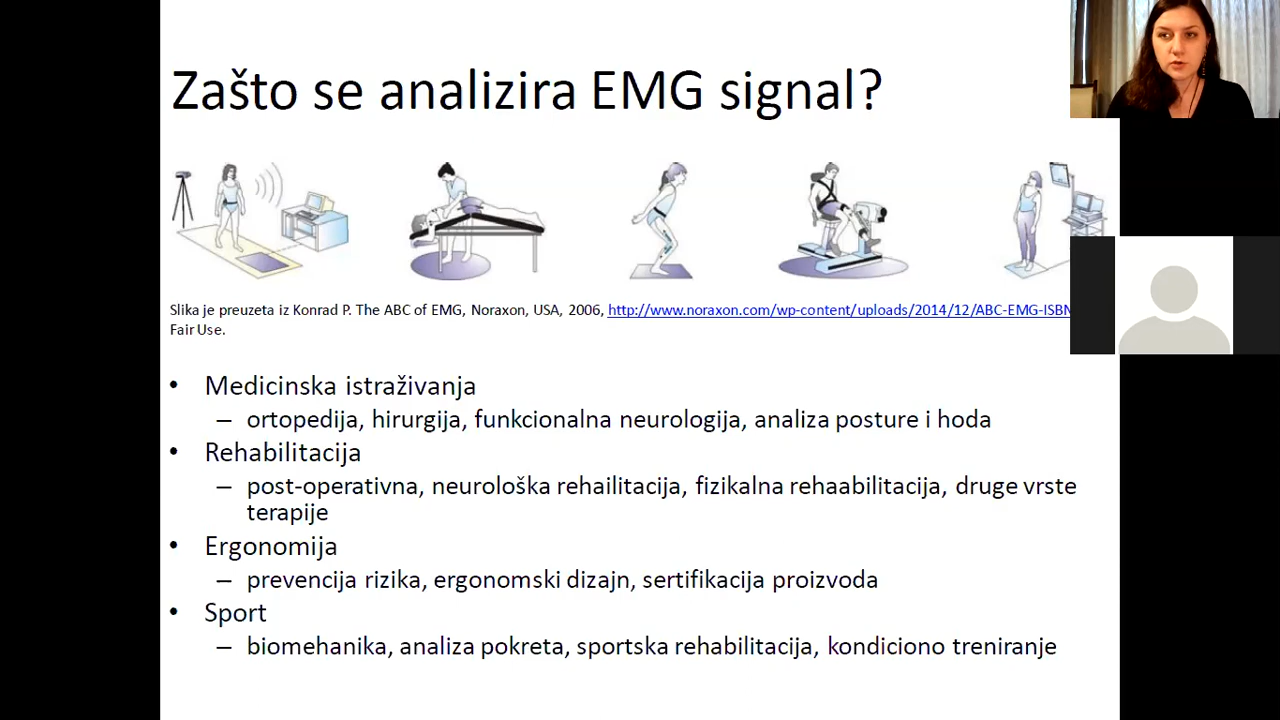 Zašto se analizira EMG signal?
Slika je preuzeta iz Konrad P. The ABC of EMG, Noraxon, USA, 2006, http://www.noraxon.com/wp-content/uploads/2014/12/ABC-EMG-ISBN
Fair Use.
• Medicinska istraživanja
– ortopedija, hirurgija, funkcionalna neurologija, analiza posture i hoda
• Rehabilitacija
– post-operativna, neurološka rehailitacija, fizikalna rehaabilitacija, druge vrste
terapije
• Ergonomija
– prevencija rizika, ergonomski dizajn, sertifikacija proizvoda
• Sport
– biomehanika, analiza pokreta, sportska rehabilitacija, kondiciono treniranje